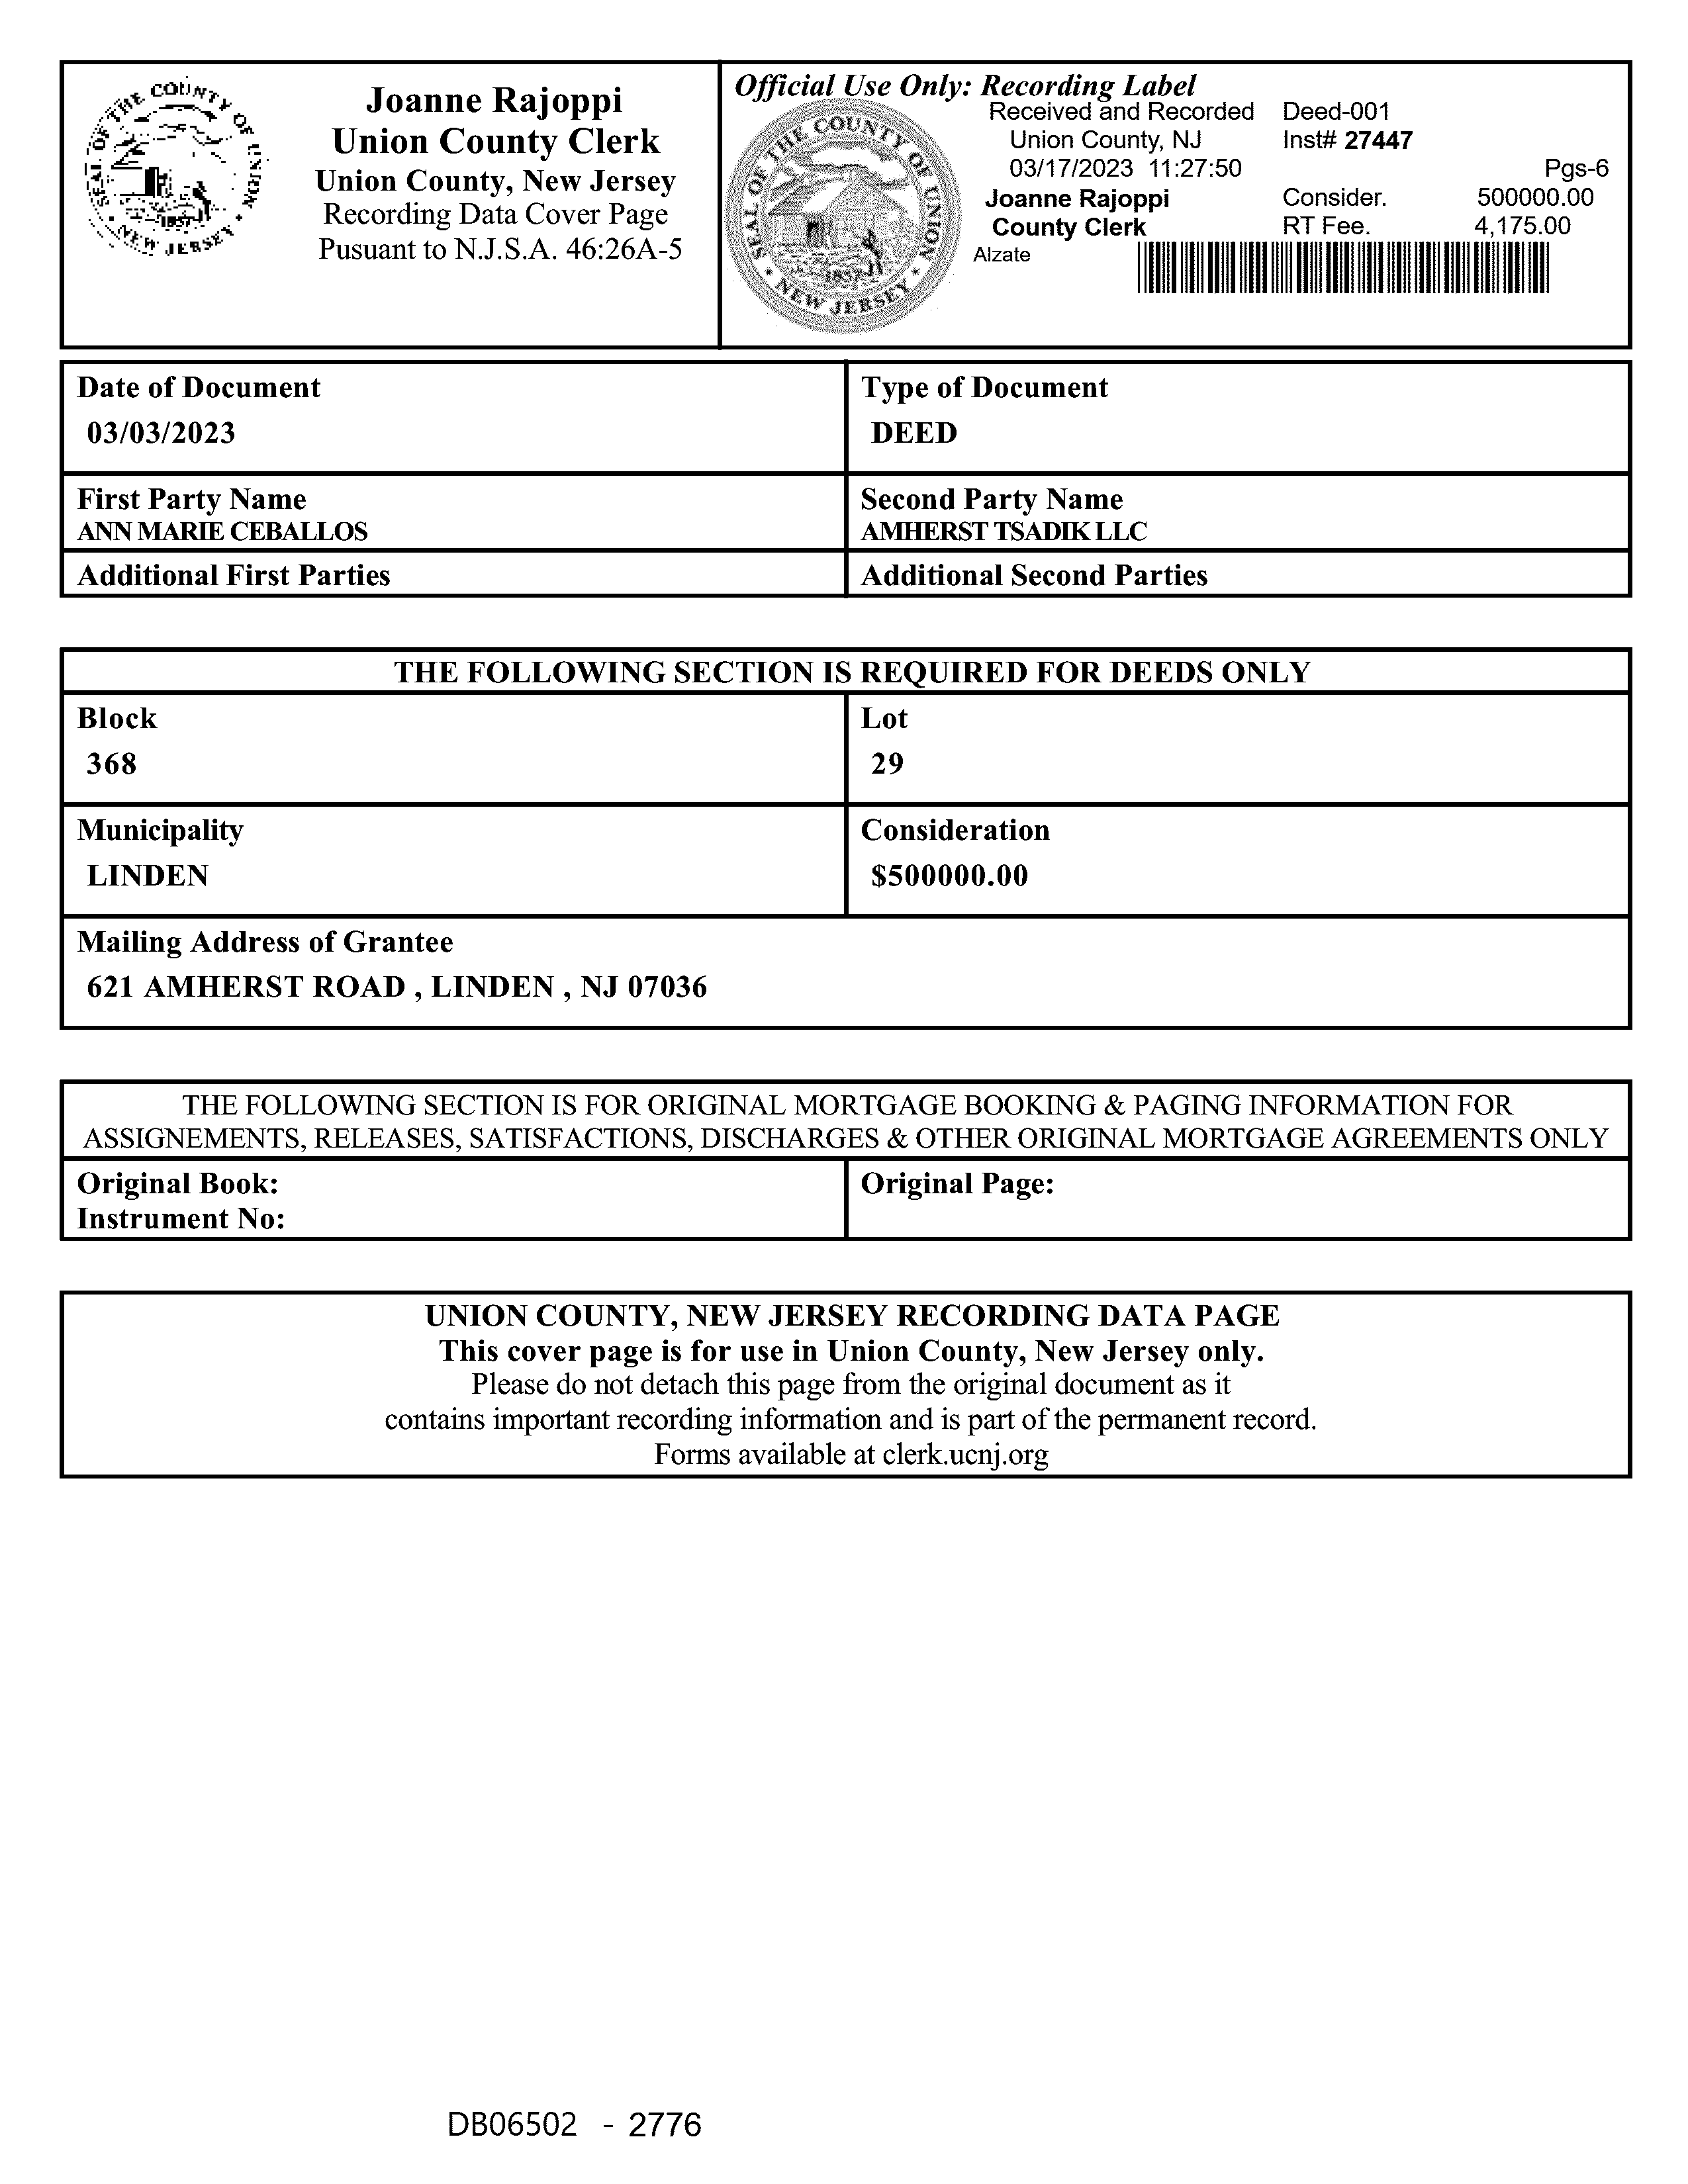 SEAL OF THE COUNTY OF UNION
NEW JERSEY
1857
Joanne Rajoppi
Union County Clerk
Union County, New Jersey
Recording Data Cover Page
Pusuant to N.J.S.A. 46:26A-5
Official Use Only: Recording Label
SEAL OF THE COUNTY OF UNION
NEW JERSEY
1857
Received and Recorded Deed-001
Union County, NJ Inst# 27447
03/17/2023 11:27:50 Pgs-6
Joanne Rajoppi Consider. 500000.00
County Clerk RT Fee. 4,175.00
Alzate
Date of Document
03/03/2023
Type of Document
DEED
First Party Name
ANN MARIE CEBALLOS
Second Party Name
AMHERST TSADIK LLC
Additional First Parties
Additional Second Parties
THE FOLLOWING SECTION IS REQUIRED FOR DEEDS ONLY
Block
368
Lot
29
Municipality
LINDEN
Consideration
$500000.00
Mailing Address of Grantee
621 AMHERST ROAD , LINDEN , NJ 07036
THE FOLLOWING SECTION IS FOR ORIGINAL MORTGAGE BOOKING & PAGING INFORMATION FOR
ASSIGNEMENTS, RELEASES, SATISFACTIONS, DISCHARGES & OTHER ORIGINAL MORTGAGE AGREEMENTS ONLY
Original Book:
Instrument No:
Original Page:
UNION COUNTY, NEW JERSEY RECORDING DATA PAGE
This cover page is for use in Union County, New Jersey only.
Please do not detach this page from the original document as it
contains important recording information and is part of the permanent record.
Forms available at clerk.ucnj.org
DB06502 - 2776